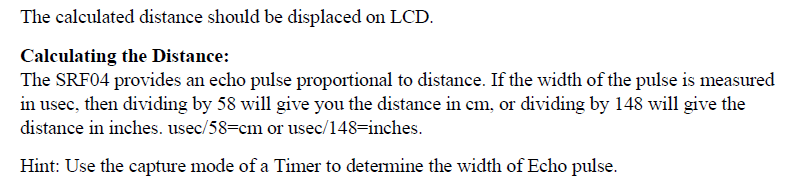 The calculated distance should be displaced on LCD.
Calculating the Distance:
The SRF04 provides an echo pulse proportional to distance. If the width of the pulse is measured
in usec, then dividing by 58 will give you the distance in cm, or dividing by 148 will give the
distance in inches. usec/58=cm or usec/148=inches.
Hint: Use the capture mode of a Timer to determine the width of Echo pulse.